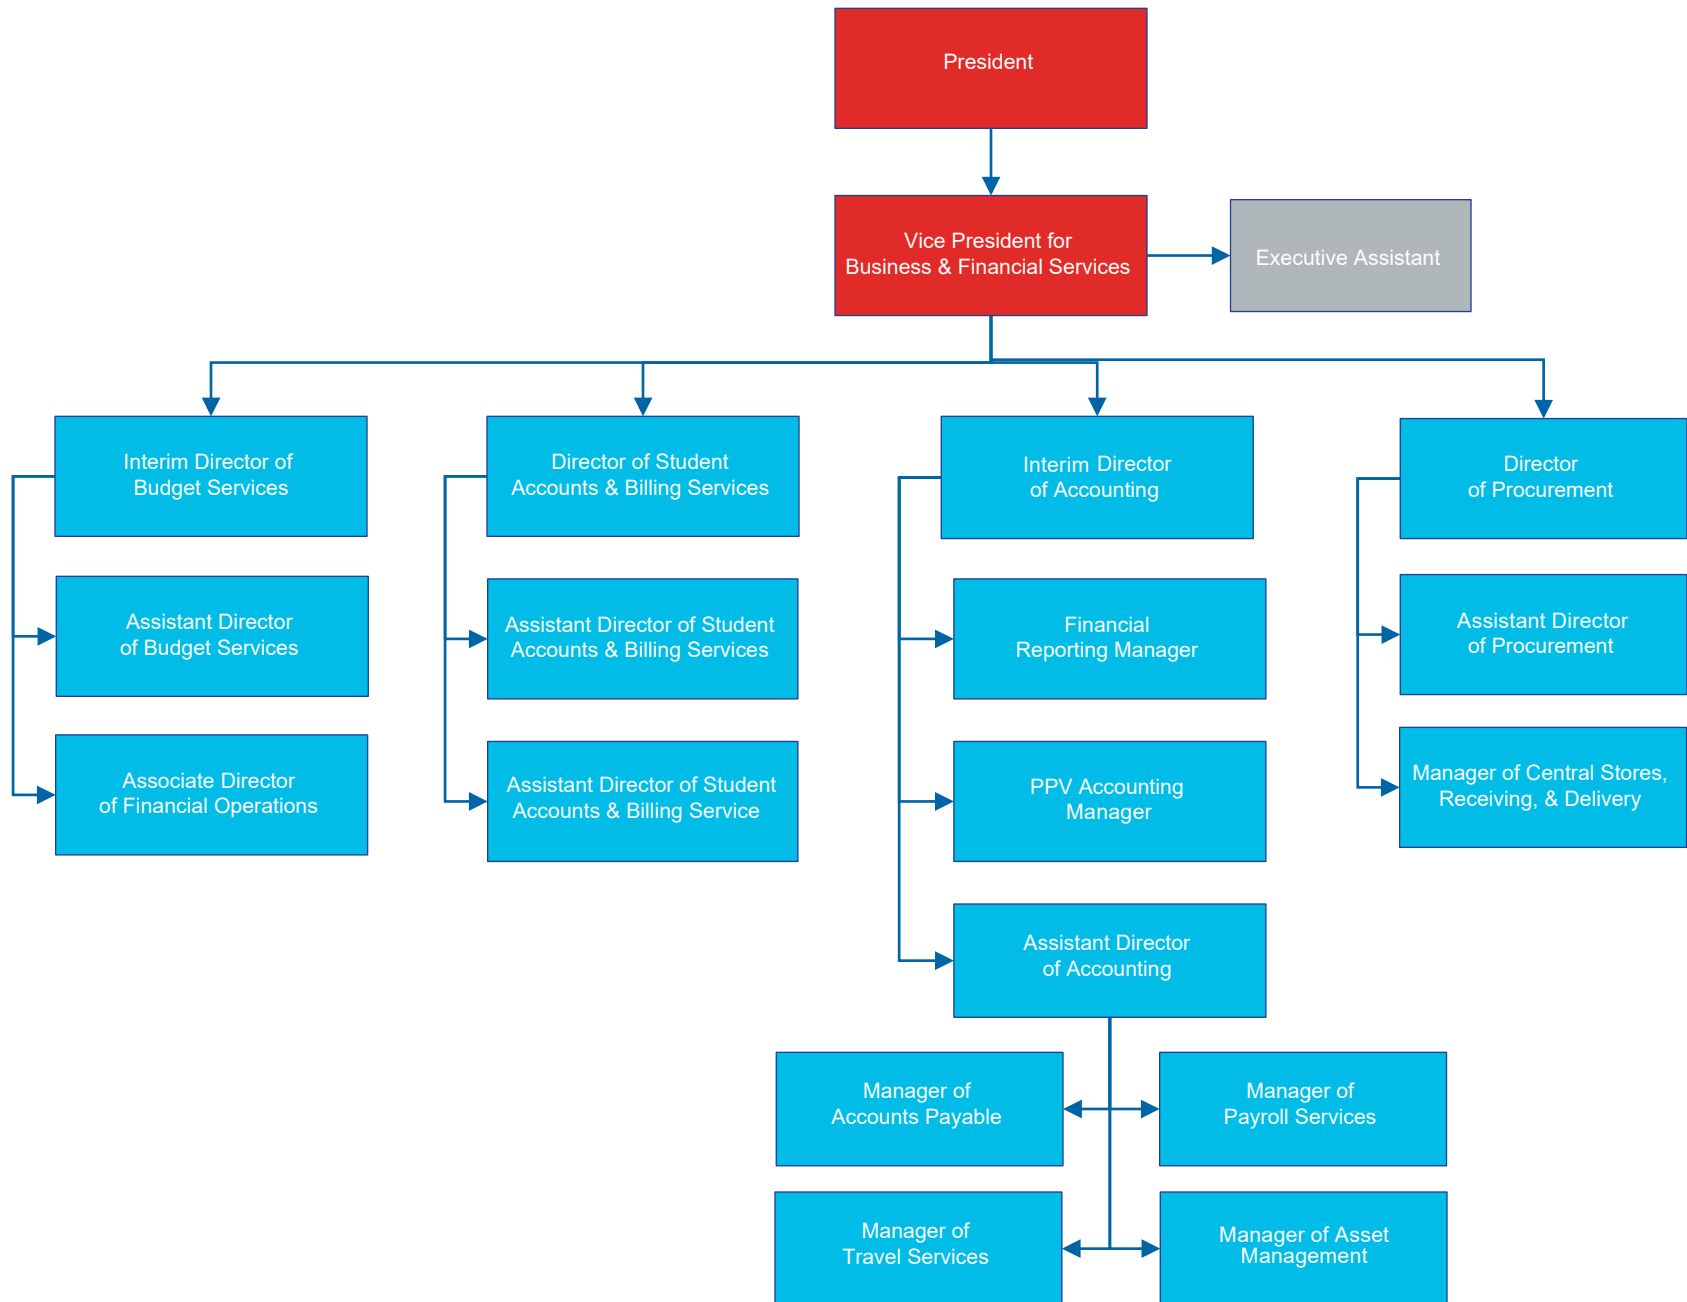 President
Vice President for
Business & Financial Services
Executive Assistant
Interim Director of
Budget Services
Director of Student
Accounts & Billing Services
Interim Director
of Accounting
Director
of Procurement
Assistant Director
of Budget Services
Assistant Director of Student
Accounts & Billing Services
Financial
Reporting Manager
Assistant Director
of Procurement
Associate Director
of Financial Operations
Assistant Director of Student
Accounts & Billing Service
PPV Accounting
Manager
Manager of Central Stores,
Receiving, & Delivery
Assistant Director
of Accounting
Manager of
Accounts Payable
Manager of
Payroll Services
Manager of
Travel Services
Manager of Asset
Management